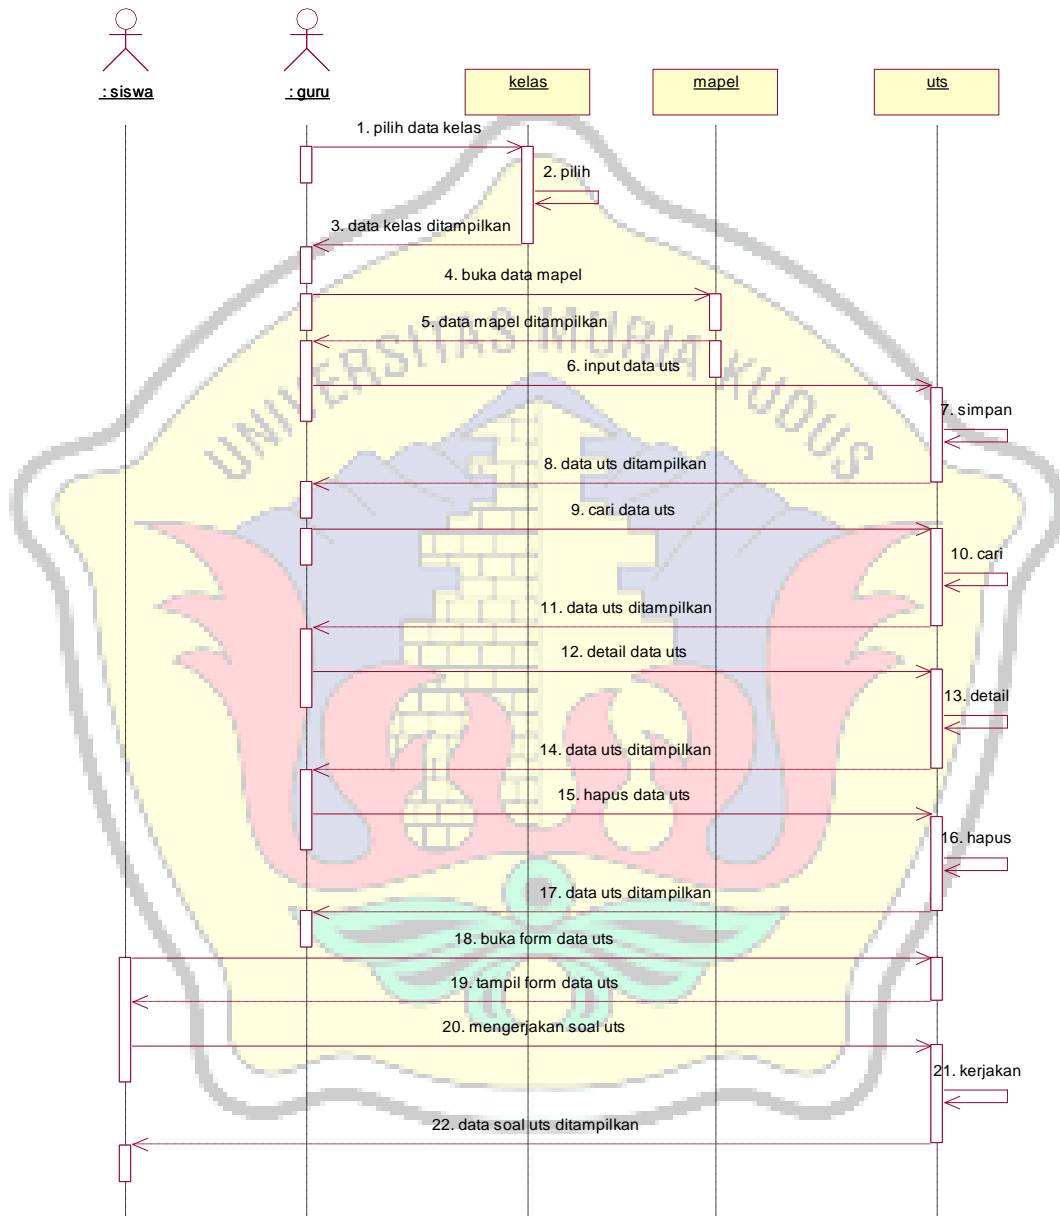 : siswa
: guru
kelas
mapel
uts
1. pilih data kelas
2. pilih
3. data kelas ditampilkan
4. buka data mapel
5. data mapel ditampilkan
UNIVERSITAS MURIA KUDUS
6. input data uts
7. simpan
8. data uts ditampilkan
9. cari data uts
10. cari
11. data uts ditampilkan
12. detail data uts
13. detail
14. data uts ditampilkan
15. hapus data uts
16. hapus
17. data uts ditampilkan
18. buka form data uts
19. tampil form data uts
20. mengerjakan soal uts
21. kerjakan
22. data soal uts ditampilkan